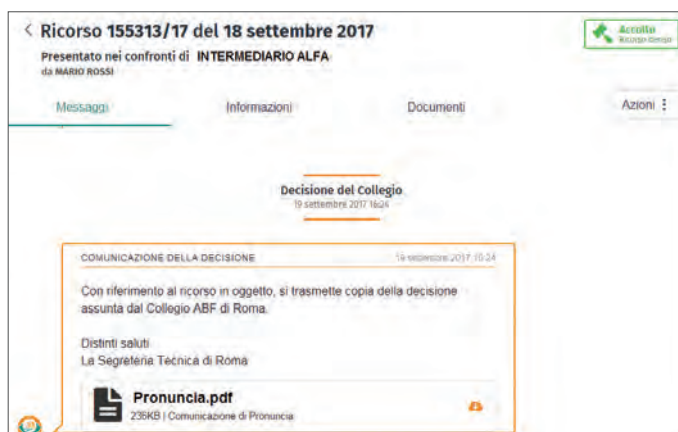 Ricorso 155313/17 del 18 settembre 2017
Accolto
Ricorso deciso
Presentato nei confronti di INTERMEDIARIO ALFA
da MARIO ROSSI
Messaggi Informazioni Documenti Azioni
Decisione del Collegio
19 settembre 2017 16:24
COMUNICAZIONE DELLA DECISIONE 19 settembre 2017 16:24
Con riferimento al ricorso in oggetto, si trasmette copia della decisione
assunta dal Collegio ABF di Roma.
Distinti saluti
La Segreteria Tecnica di Roma
Pronuncia.pdf
236KB | Comunicazione di Pronuncia